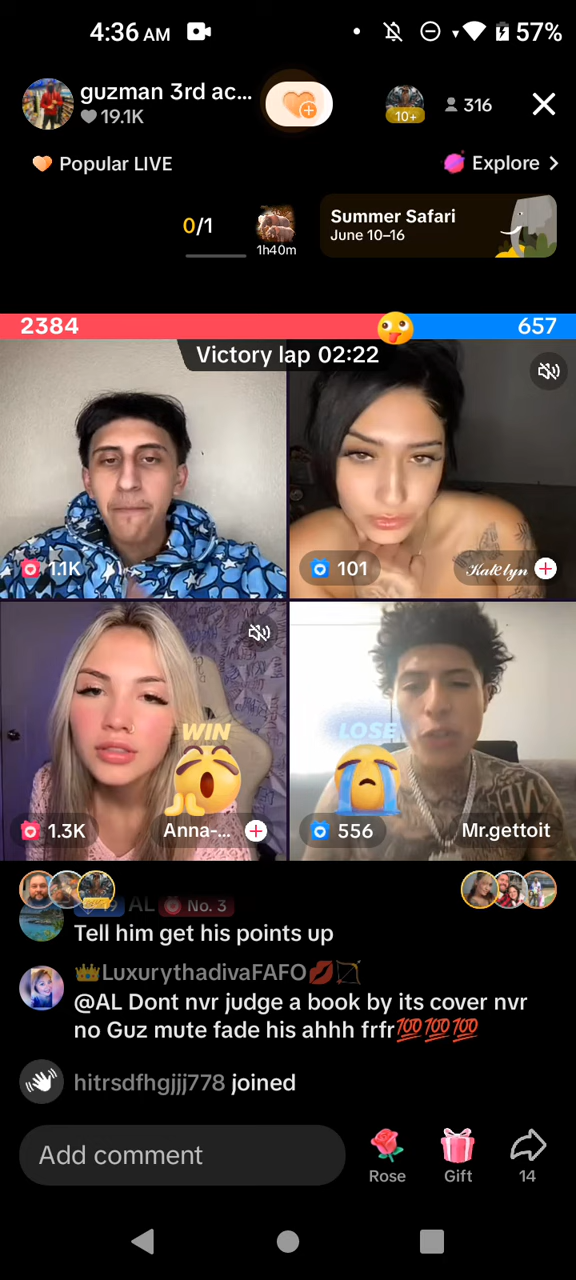 4:36 AM
57%
guzman 3rd ac...
19.1K
10+
316
Popular LIVE
Explore
0/1
1h40m
Summer Safari
June 10–16
2384
657
Victory lap 02:22
1.1K
101
𝒦𝒶𝓉𝑒𝓁𝓎𝓃
WIN
LOSE
1.3K
Anna-...
556
Mr.gettoit
19 AL No. 3
Tell him get his points up
👑LuxurythadivaFAFO💋🏹
@AL Dont nvr judge a book by its cover nvr
no Guz mute fade his ahhh frfr💯💯💯
hitrsdfhgjjj778 joined
Add comment
Rose
Gift
14